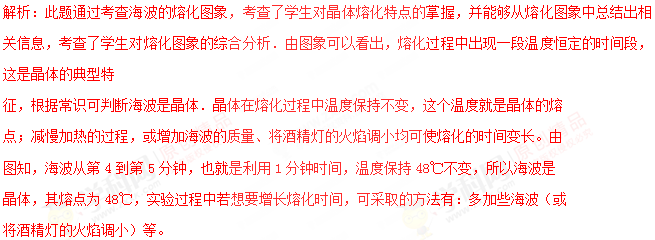 解析：此题通过考查海波的熔化图象，考查了学生对晶体熔化特点的掌握，并能够从熔化图象中总结出相
关信息，考查了学生对熔化图象的综合分析．由图象可以看出，熔化过程中出现一段温度恒定的时间段，
这是晶体的典型特
征，根据常识可判断海波是晶体．晶体在熔化过程中温度保持不变，这个温度就是晶体的熔
点；减慢加热的过程，或增加海波的质量、将酒精灯的火焰调小均可使熔化的时间变长。由
图知，海波从第4到第5分钟，也就是利用1分钟时间，温度保持48℃不变，所以海波是
晶体，其熔点为48℃，实验过程中若想要增长熔化时间，可采取的方法有：多加些海波（或
将酒精灯的火焰调小）等。